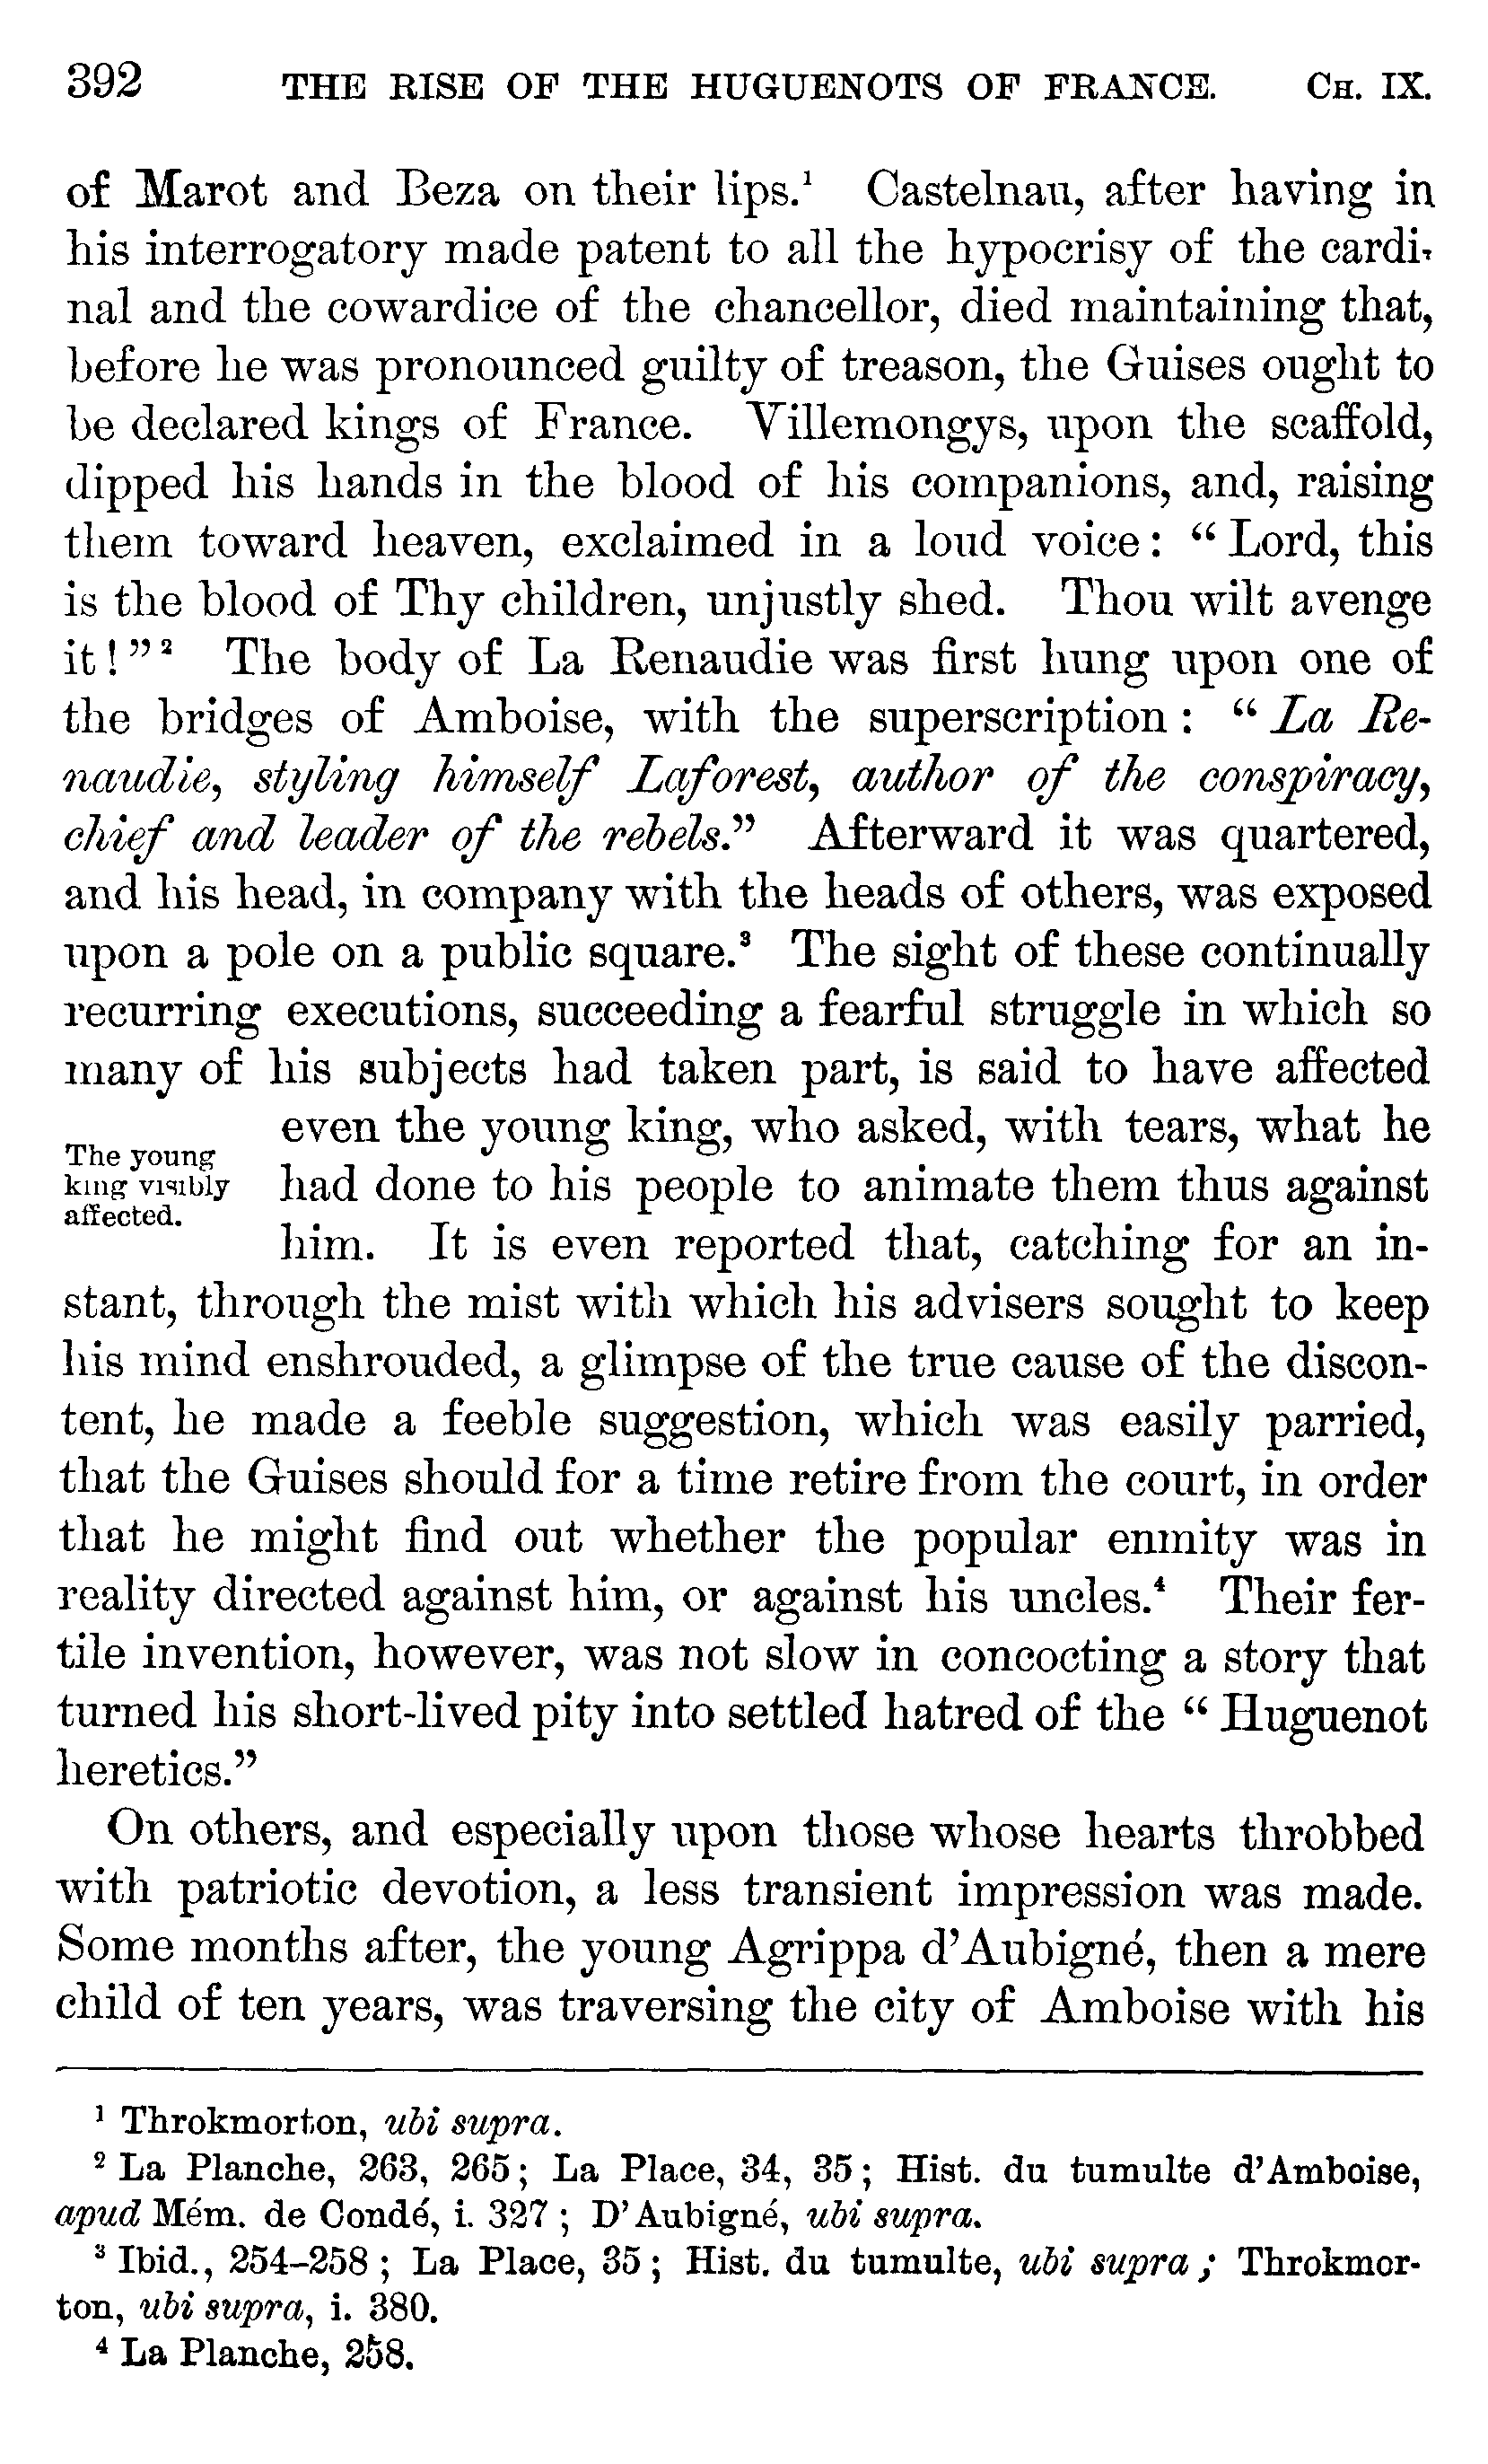 392 THE RISE OF THE HUGUENOTS OF FRANCE. CH. IX.
of Marot and Beza on their lips.¹ Castelnau, after having in
his interrogatory made patent to all the hypocrisy of the cardi-
nal and the cowardice of the chancellor, died maintaining that,
before he was pronounced guilty of treason, the Guises ought to
be declared kings of France. Villemongys, upon the scaffold,
dipped his hands in the blood of his companions, and, raising
them toward heaven, exclaimed in a loud voice: “Lord, this
is the blood of Thy children, unjustly shed. Thou wilt avenge
it!”² The body of La Renaudie was first hung upon one of
the bridges of Amboise, with the superscription: “La Re-
naudie, styling himself Laforest, author of the conspiracy,
chief and leader of the rebels.” Afterward it was quartered,
and his head, in company with the heads of others, was exposed
upon a pole on a public square.³ The sight of these continually
recurring executions, succeeding a fearful struggle in which so
many of his subjects had taken part, is said to have affected
The young
king visibly
affected.
even the young king, who asked, with tears, what he
had done to his people to animate them thus against
him. It is even reported that, catching for an in-
stant, through the mist with which his advisers sought to keep
his mind enshrouded, a glimpse of the true cause of the discon-
tent, he made a feeble suggestion, which was easily parried,
that the Guises should for a time retire from the court, in order
that he might find out whether the popular enmity was in
reality directed against him, or against his uncles.⁴ Their fer-
tile invention, however, was not slow in concocting a story that
turned his short-lived pity into settled hatred of the “Huguenot
heretics.”
On others, and especially upon those whose hearts throbbed
with patriotic devotion, a less transient impression was made.
Some months after, the young Agrippa d’Aubigné, then a mere
child of ten years, was traversing the city of Amboise with his
¹ Throkmorton, ubi supra.
² La Planche, 263, 265; La Place, 34, 35; Hist. du tumulte d’Amboise,
apud Mém. de Condé, i. 327; D’Aubigné, ubi supra.
³ Ibid., 254–258; La Place, 35; Hist. du tumulte, ubi supra; Throkmor-
ton, ubi supra, i. 380.
⁴ La Planche, 258.